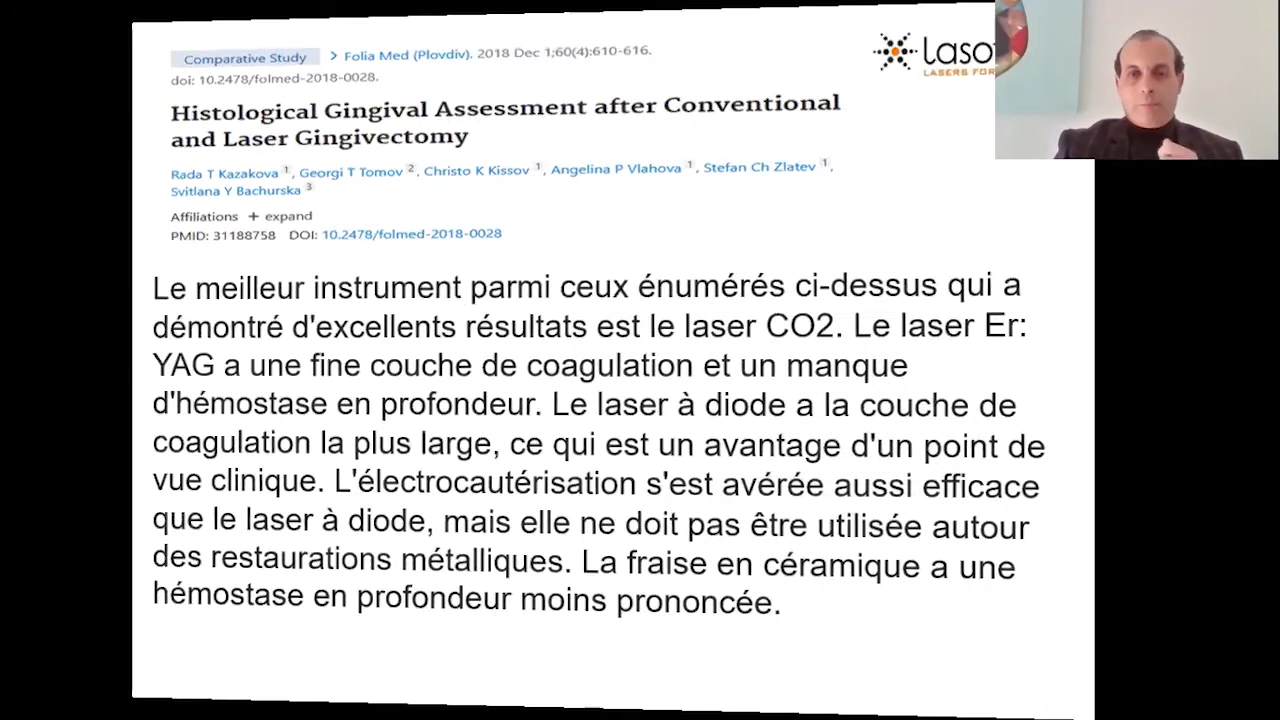 Comparative Study > Folia Med (Plovdiv). 2018 Dec 1;60(4):610-616.
doi: 10.2478/folmed-2018-0028.
Histological Gingival Assessment after Conventional
and Laser Gingivectomy
Rada T Kazakova 1, Georgi T Tomov 2, Christo K Kissov 1, Angelina P Vlahova 1, Stefan Ch Zlatev 1,
Svitlana Y Bachurska 3
Affiliations + expand
PMID: 31188758 DOI: 10.2478/folmed-2018-0028
Laso
LASERS FOR
Le meilleur instrument parmi ceux énumérés ci-dessus qui a
démontré d'excellents résultats est le laser CO2. Le laser Er:
YAG a une fine couche de coagulation et un manque
d'hémostase en profondeur. Le laser à diode a la couche de
coagulation la plus large, ce qui est un avantage d'un point de
vue clinique. L'électrocautérisation s'est avérée aussi efficace
que le laser à diode, mais elle ne doit pas être utilisée autour
des restaurations métalliques. La fraise en céramique a une
hémostase en profondeur moins prononcée.